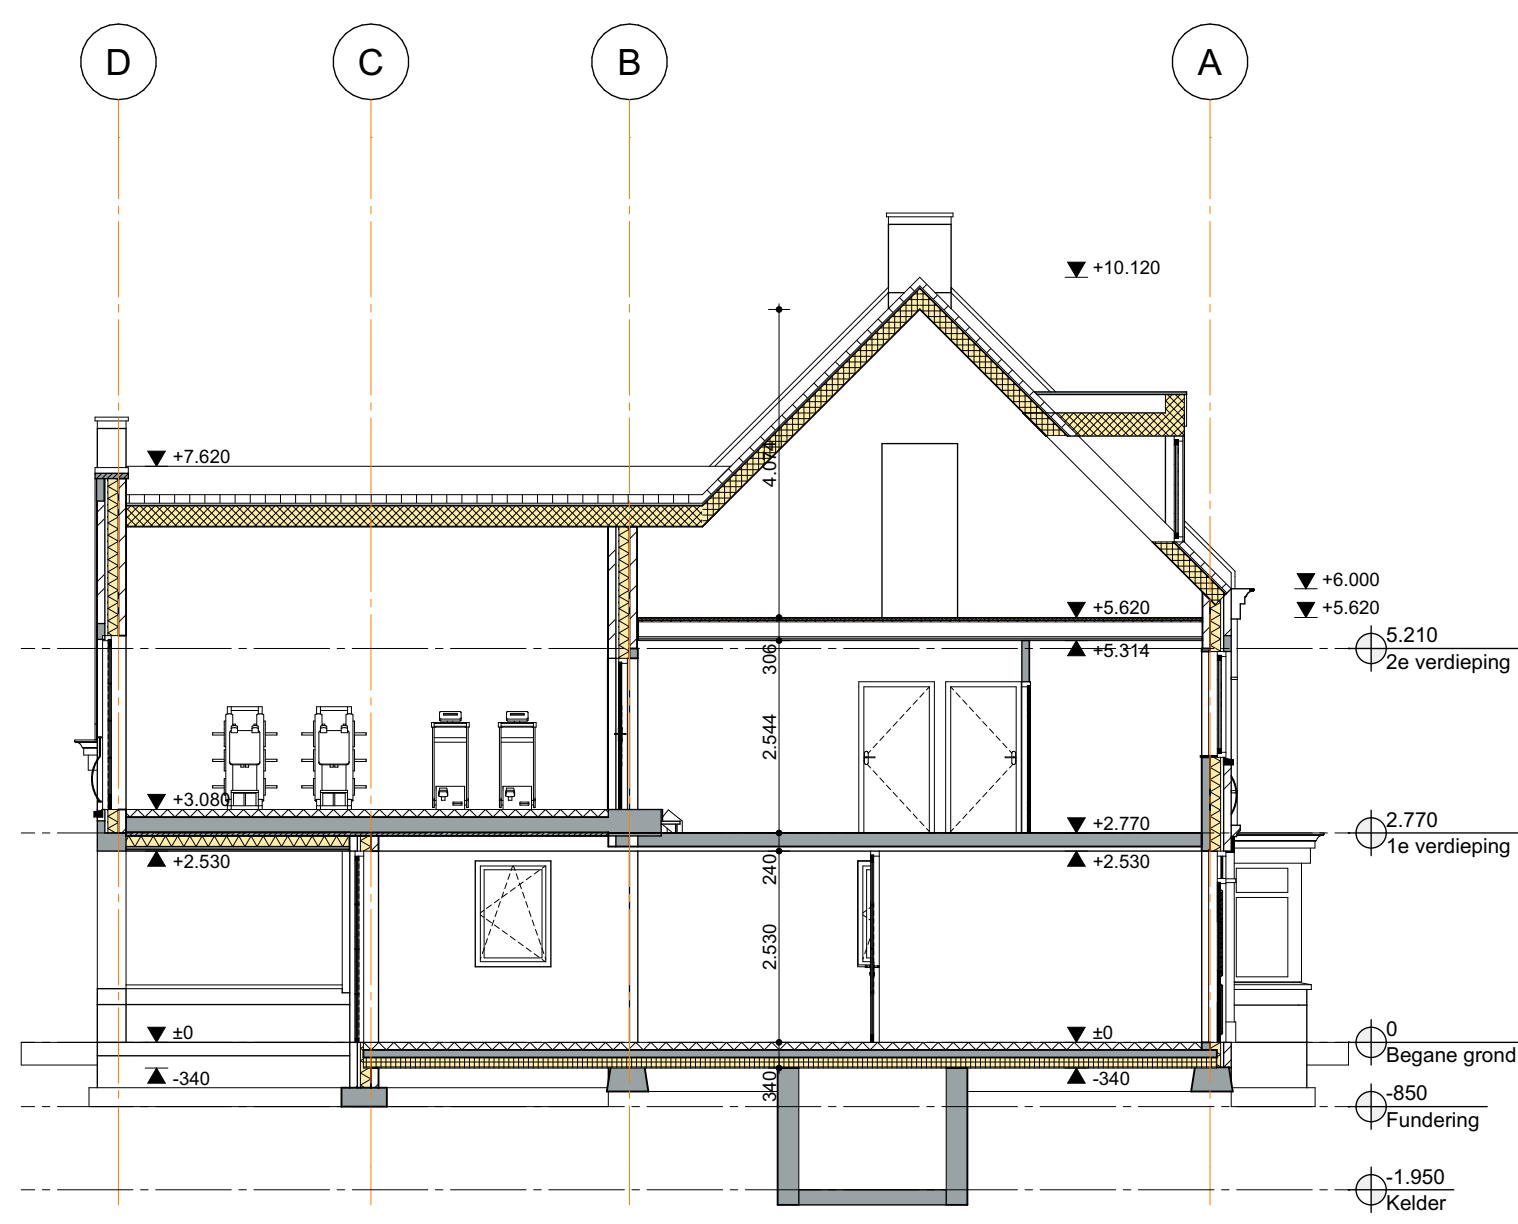 D
C
B
A
+10.120
+7.620
+6.000
+5.620
+5.620
5.210
2e verdieping
+5.314
306
2.544
+3.080
+2.770
2.770
1e verdieping
+2.530
+2.530
240
2.530
±0
±0
0
Begane grond
-340
-340
340
-850
Fundering
-1.950
Kelder